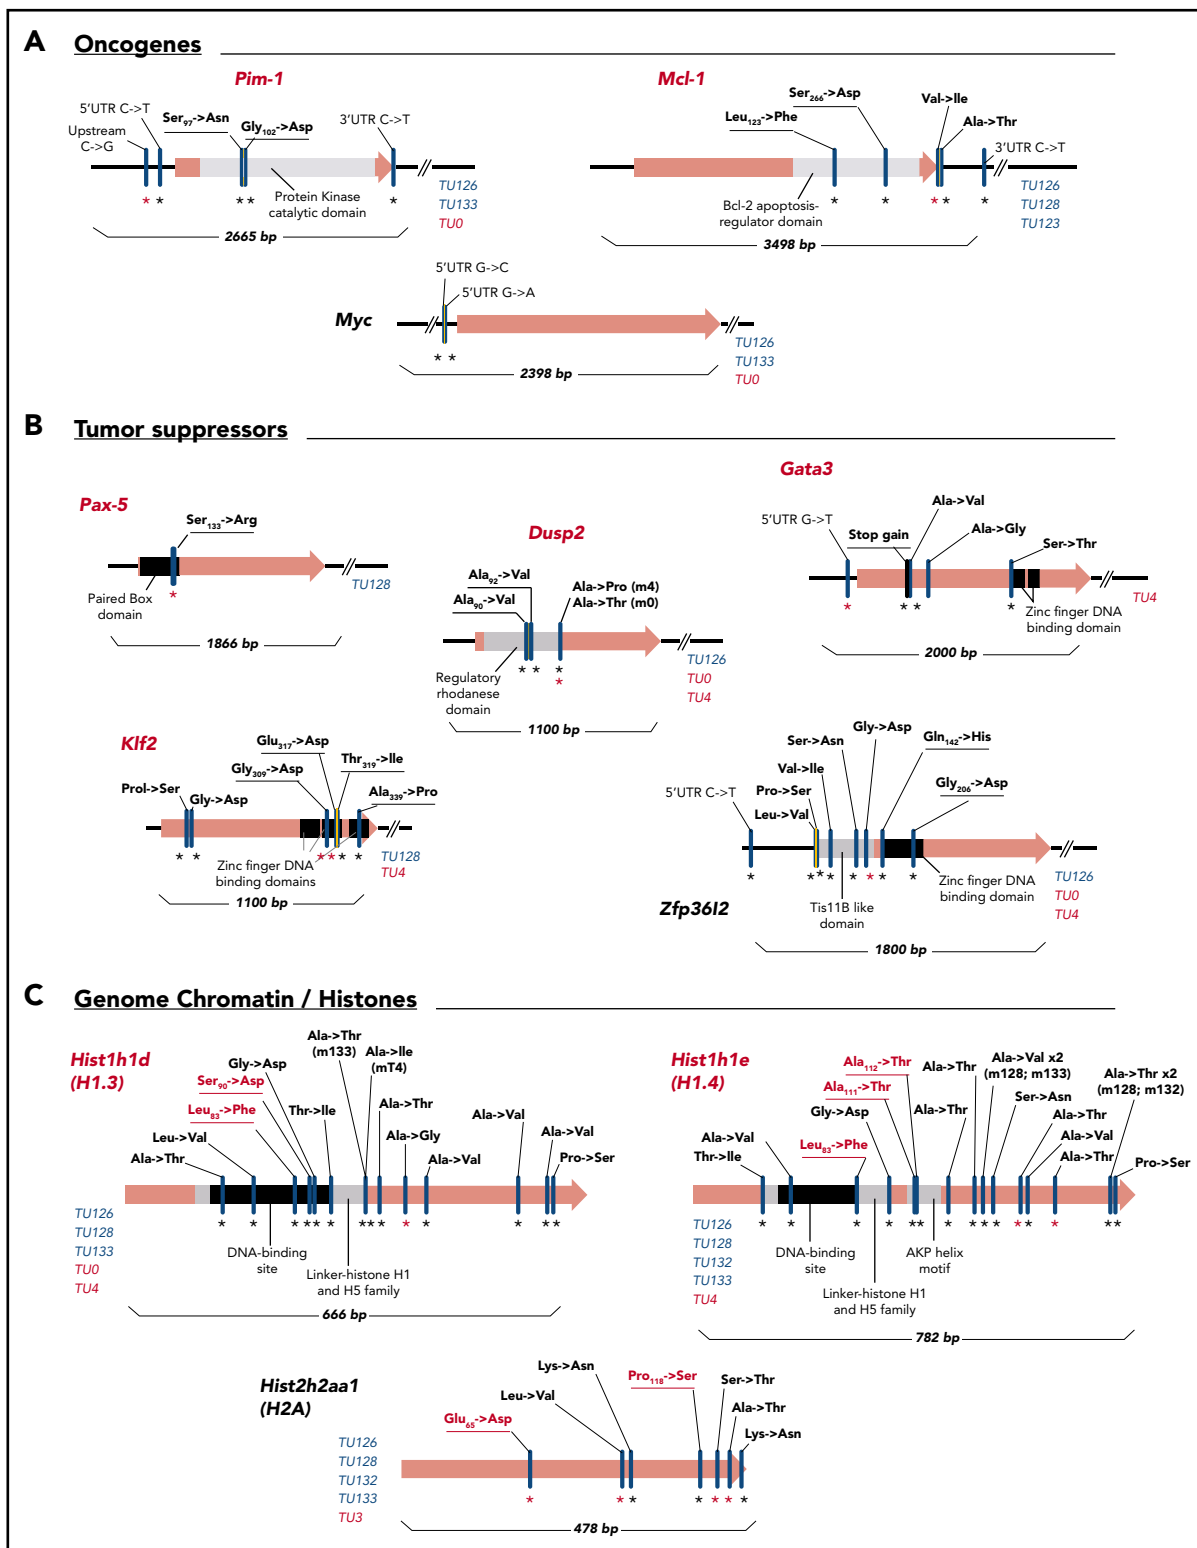 A Oncogenes
Pim-1
5'UTR C->T
Upstream
C->G
Ser97->Asn
Gly102->Asp
3'UTR C->T
Protein Kinase
catalytic domain
* * * * *
TU126
TU133
TU0
2665 bp
Mcl-1
Ser266->Asp
Leu123->Phe
Val->Ile
Ala->Thr
3'UTR C->T
Bcl-2 apoptosis-
regulator domain
* * * * *
TU126
TU128
TU123
3498 bp
5'UTR G->C
5'UTR G->A
Myc
* *
TU126
TU133
TU0
2398 bp
B Tumor suppressors
Pax-5
Ser133->Arg
Paired Box
domain
*
TU128
1866 bp
Dusp2
Ala92->Val
Ala90->Val
Ala->Pro (m4)
Ala->Thr (m0)
* * *
*
Regulatory
rhodanese
domain
TU126
TU0
TU4
1100 bp
Gata3
5'UTR G->T
Stop gain
Ala->Val
Ala->Gly
Ser->Thr
* * * *
Zinc finger DNA
binding domain
TU4
2000 bp
Klf2
Prol->Ser
Gly->Asp
Glu317->Asp
Gly309->Asp
Thr319->Ile
Ala339->Pro
* * * * * *
Zinc finger DNA
binding domains
TU128
TU4
1100 bp
5'UTR C->T
Gly->Asp
Ser->Asn
Val->Ile
Pro->Ser
Leu->Val
Gln142->His
Gly206->Asp
* * * * * * * *
Zfp36l2
Tis11B like
domain
Zinc finger DNA
binding domain
TU126
TU0
TU4
1800 bp
C Genome Chromatin / Histones
Hist1h1d
(H1.3)
Ala->Thr
(m133)
Ala->Ile
(mT4)
Gly->Asp
Ser90->Asp
Leu83->Phe
Thr->Ile
Leu->Val
Ala->Thr
Ala->Thr
Ala->Gly
Ala->Val
Ala->Val
Ala->Val
Pro->Ser
* * * * * * * * * * * * * *
TU126
TU128
TU133
TU0
TU4
DNA-binding
site
Linker-histone H1
and H5 family
666 bp
Hist1h1e
(H1.4)
Ala112->Thr
Ala111->Thr
Gly->Asp
Leu83->Phe
Ala->Val
Thr->Ile
Ala->Thr
Ala->Thr
Ala->Val x2
(m128; m133)
Ser->Asn
Ala->Thr
Ala->Val
Ala->Thr
Ala->Thr x2
(m128; m132)
Pro->Ser
* * * * * * * * * * * * * * *
TU126
TU128
TU132
TU133
TU4
DNA-binding
site
AKP helix
motif
Linker-histone H1
and H5 family
782 bp
Hist2h2aa1
(H2A)
Lys->Asn
Leu->Val
Glu65->Asp
Pro118->Ser
Ser->Thr
Ala->Thr
Lys->Asn
* * * * * * *
TU126
TU128
TU132
TU133
TU3
478 bp